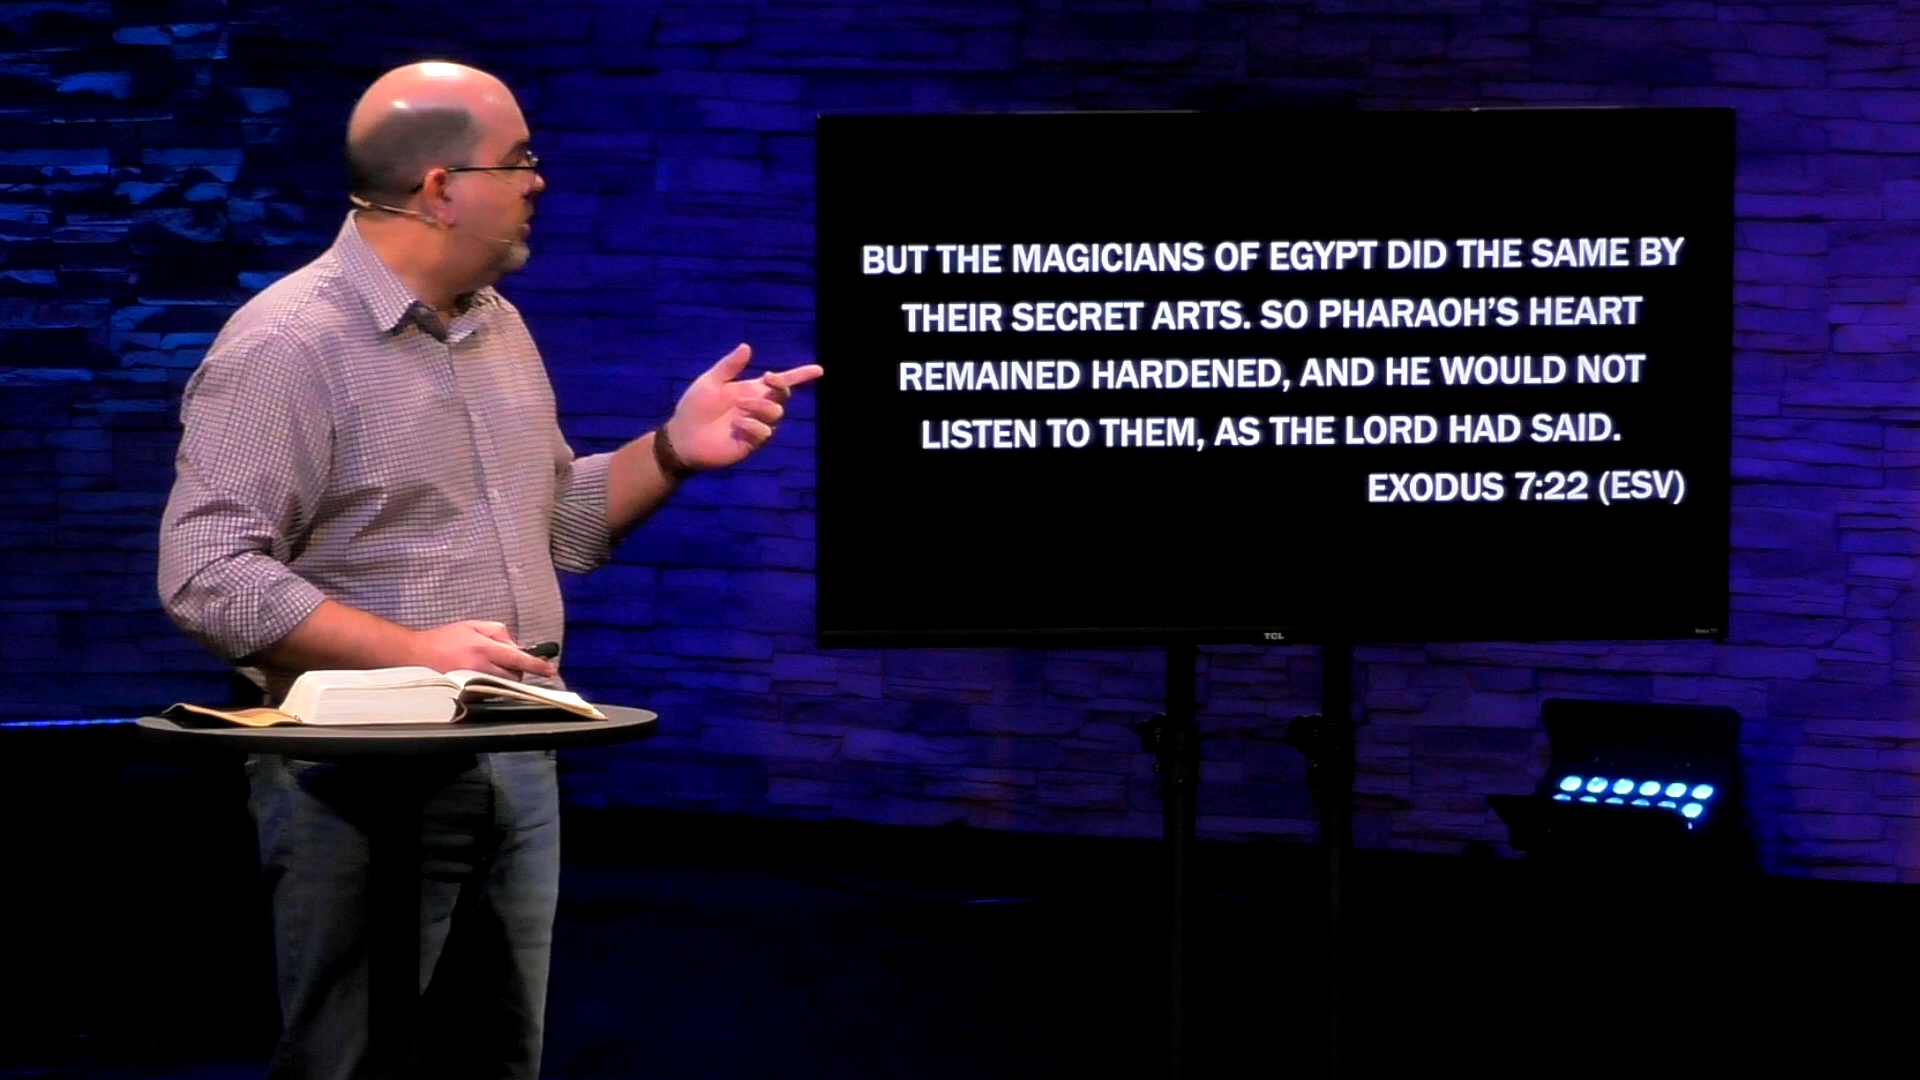 BUT THE MAGICIANS OF EGYPT DID THE SAME BY
THEIR SECRET ARTS. SO PHARAOH'S HEART
REMAINED HARDENED, AND HE WOULD NOT
LISTEN TO THEM, AS THE LORD HAD SAID.
EXODUS 7:22 (ESV)
TCL